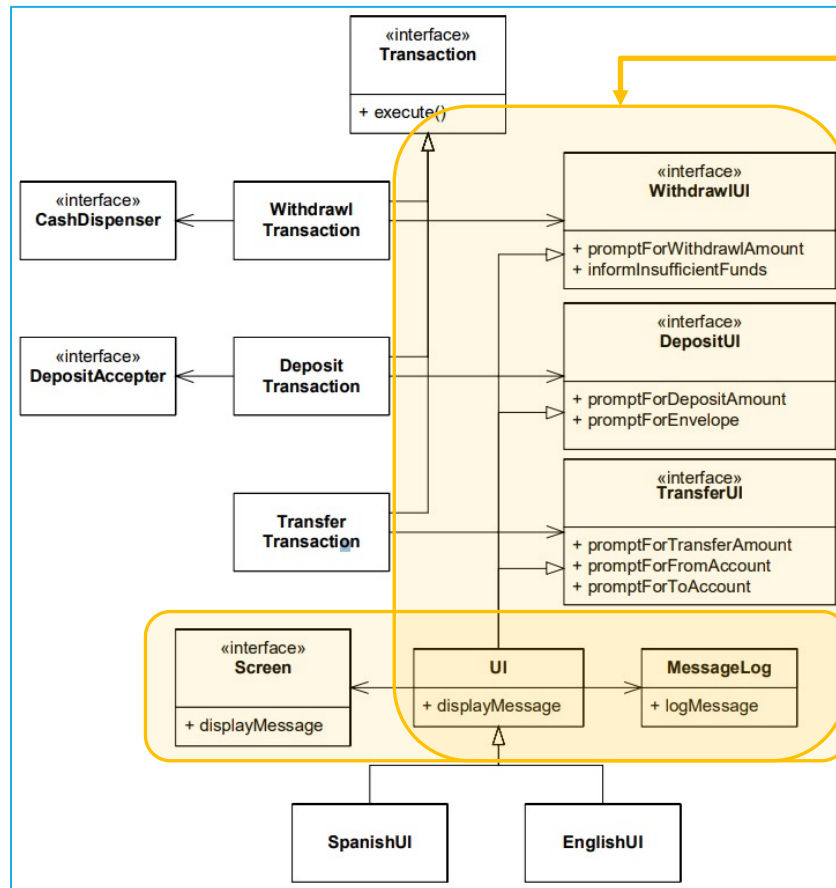 «interface»
Transaction
+ execute()
«interface»
CashDispenser
Withdrawl
Transaction
«interface»
WithdrawlUI
+ promptForWithdrawlAmount
+ informInsufficientFunds
«interface»
DepositAccepter
Deposit
Transaction
«interface»
DepositUI
+ promptForDepositAmount
+ promptForEnvelope
Transfer
Transaction
«interface»
TransferUI
+ promptForTransferAmount
+ promptForFromAccount
+ promptForToAccount
«interface»
Screen
+ displayMessage
UI
+ displayMessage
MessageLog
+ logMessage
SpanishUI
EnglishUI